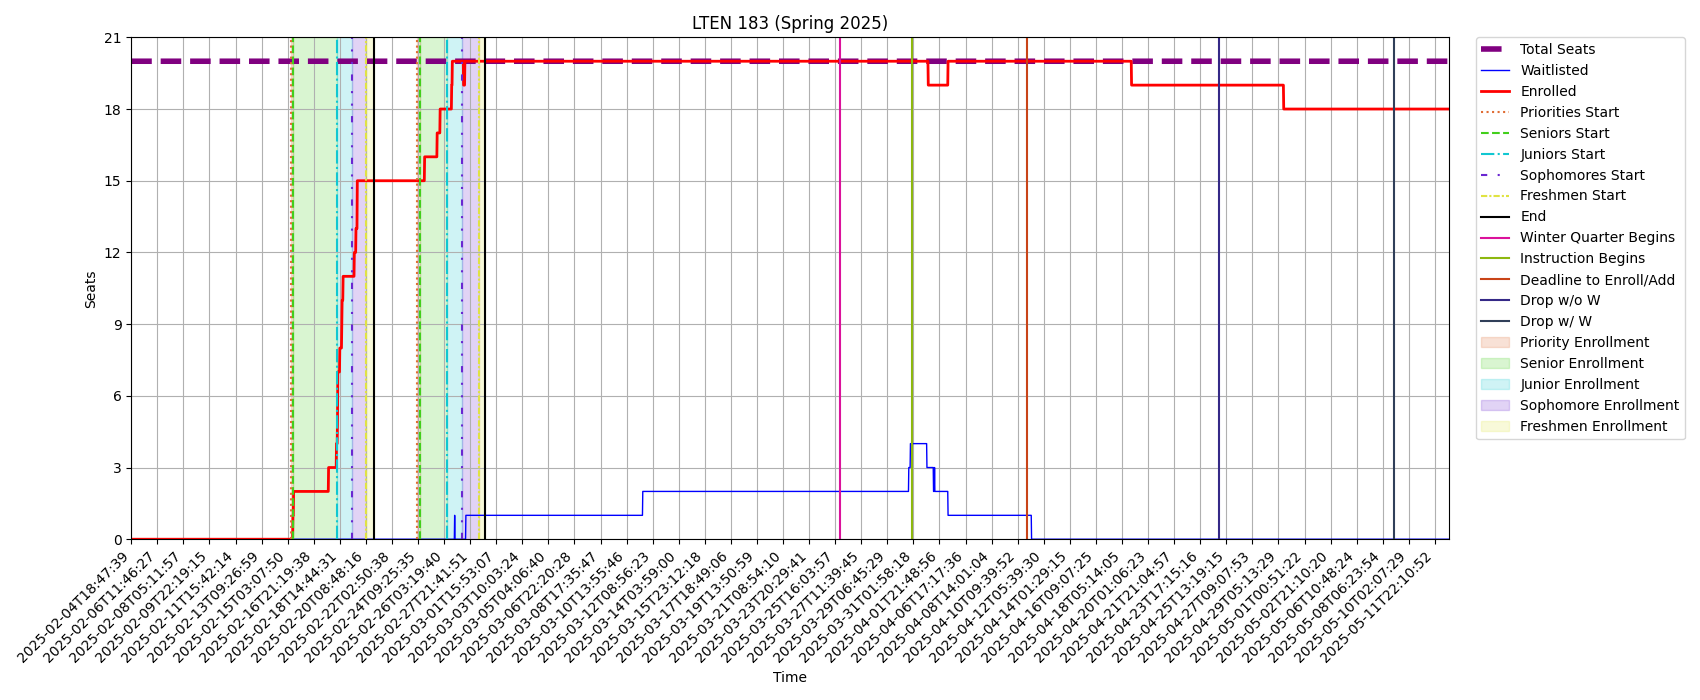 LTEN 183 (Spring 2025)
21
18
15
12
9
6
3
0
Seats
2025-02-04T18:47:39
2025-02-06T11:46:27
2025-02-08T05:11:57
2025-02-09T22:19:15
2025-02-11T15:42:14
2025-02-13T09:26:59
2025-02-15T03:07:50
2025-02-16T21:19:38
2025-02-18T14:44:31
2025-02-20T08:48:16
2025-02-22T02:50:38
2025-02-24T09:25:35
2025-02-26T03:19:40
2025-02-27T21:41:51
2025-03-01T15:53:07
2025-03-03T10:03:24
2025-03-05T04:06:40
2025-03-06T22:20:28
2025-03-08T17:35:47
2025-03-10T13:55:46
2025-03-12T08:56:23
2025-03-14T03:59:00
2025-03-15T23:12:18
2025-03-17T18:49:06
2025-03-19T13:50:59
2025-03-21T08:54:10
2025-03-23T20:29:41
2025-03-25T16:03:57
2025-03-27T11:39:45
2025-03-29T06:45:29
2025-03-31T01:58:18
2025-04-01T21:48:56
2025-04-06T17:17:36
2025-04-08T14:01:04
2025-04-10T09:39:52
2025-04-12T05:39:30
2025-04-14T01:29:15
2025-04-16T09:07:25
2025-04-18T05:14:05
2025-04-20T01:06:23
2025-04-21T21:04:57
2025-04-23T17:15:16
2025-04-25T13:19:15
2025-04-27T09:07:53
2025-04-29T05:13:29
2025-05-01T00:51:22
2025-05-02T21:10:20
2025-05-06T10:48:24
2025-05-08T06:23:54
2025-05-10T02:07:29
2025-05-11T22:10:52
Time
Total Seats
Waitlisted
Enrolled
Priorities Start
Seniors Start
Juniors Start
Sophomores Start
Freshmen Start
End
Winter Quarter Begins
Instruction Begins
Deadline to Enroll/Add
Drop w/o W
Drop w/ W
Priority Enrollment
Senior Enrollment
Junior Enrollment
Sophomore Enrollment
Freshmen Enrollment